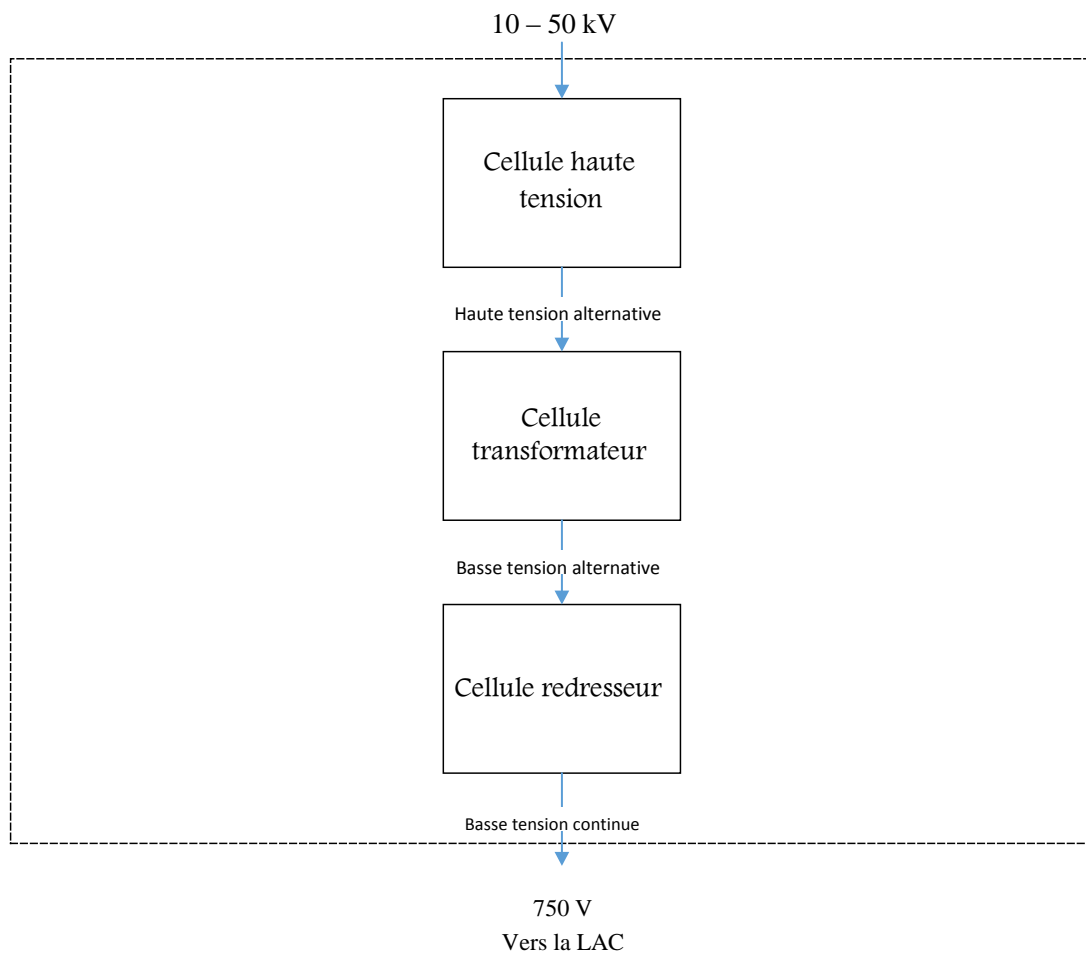 10 – 50 kV
Cellule haute
tension
Haute tension alternative
Cellule
transformateur
Basse tension alternative
Cellule redresseur
Basse tension continue
750 V
Vers la LAC